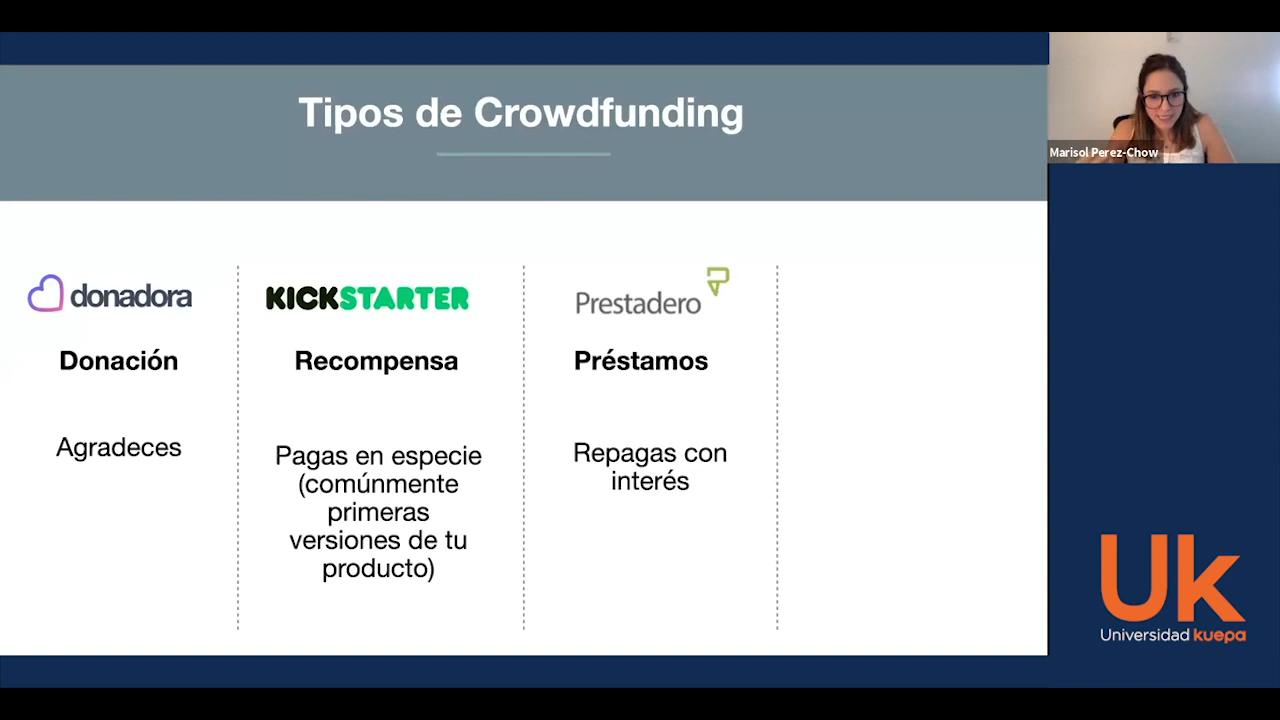 Tipos de Crowdfunding
Marisol Perez-Chow
donadora
KICKSTARTER
Prestadero
Donación
Recompensa
Préstamos
Agradeces
Pagas en especie
(comúnmente
primeras
versiones de tu
producto)
Repagas con
interés
Uk
Universidad kuepa